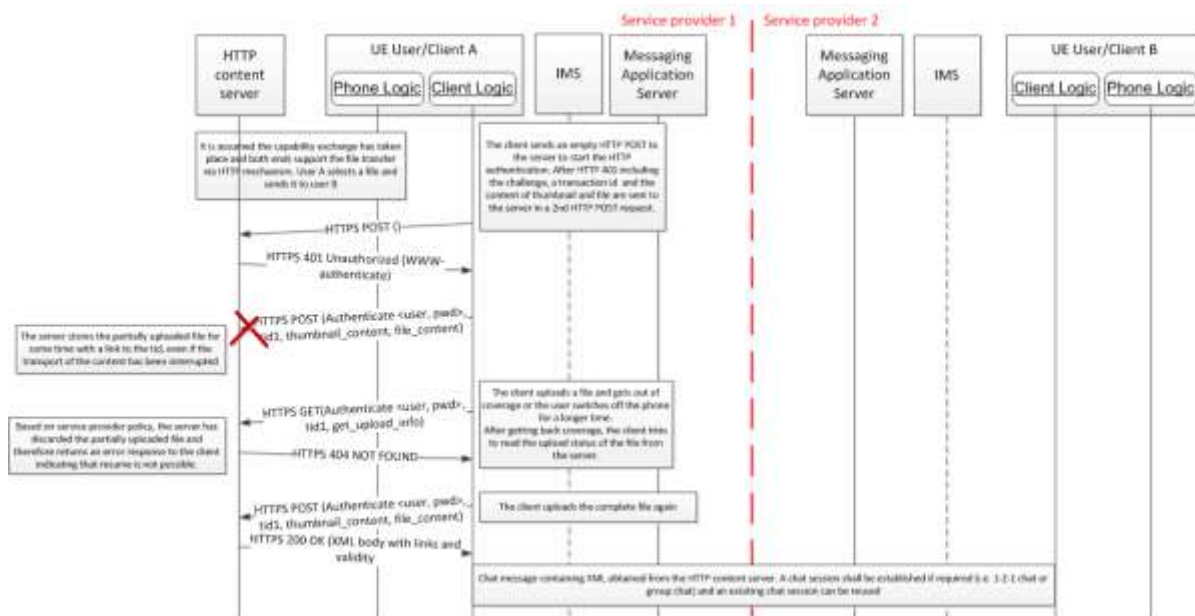 Service provider 1
Service provider 2
HTTP
content
server
UE User/Client A
Phone Logic
Client Logic
IMS
Messaging
Application
Server
Messaging
Application
Server
IMS
UE User/Client B
Client Logic
Phone Logic
It is assumed the capability exchange has taken
place and both ends support the file transfer
via HTTP mechanism. User A selects a file and
sends it to user B
The client sends an empty HTTP POST to
the server to start the HTTP
authentication. After HTTP 401 including
the challenge, a transaction id and the
content of thumbnail and file are sent to
the server in a 2nd HTTP POST request.
HTTPS POST ()
HTTPS 401 Unauthorized (WWW-
authenticate)
HTTPS POST (Authenticate <user, pwd>,
tid1, thumbnail_content, file_content)
The server stores the partially uploaded file for
some time with a link to the tid, even if the
transport of the content has been interrupted
The client uploads a file and gets out of
coverage or the user switches off the phone
for a longer time.
After getting back coverage, the client tries
to read the upload status of the file from
the server.
HTTPS GET(Authenticate <user, pwd>,
tid1, get_upload_info)
Based on service provider policy, the server has
discarded the partially uploaded file and
therefore returns an error response to the client
indicating that resume is not possible.
HTTPS 404 NOT FOUND
HTTPS POST (Authenticate <user, pwd>,
tid1, thumbnail_content, file_content)
The client uploads the complete file again
HTTPS 200 OK (XML body with links and
validity
Chat message containing XML obtained from the HTTP content server. A chat session shall be established if required (i.e. 1-2-1 chat or
group chat) and an existing chat session can be reused